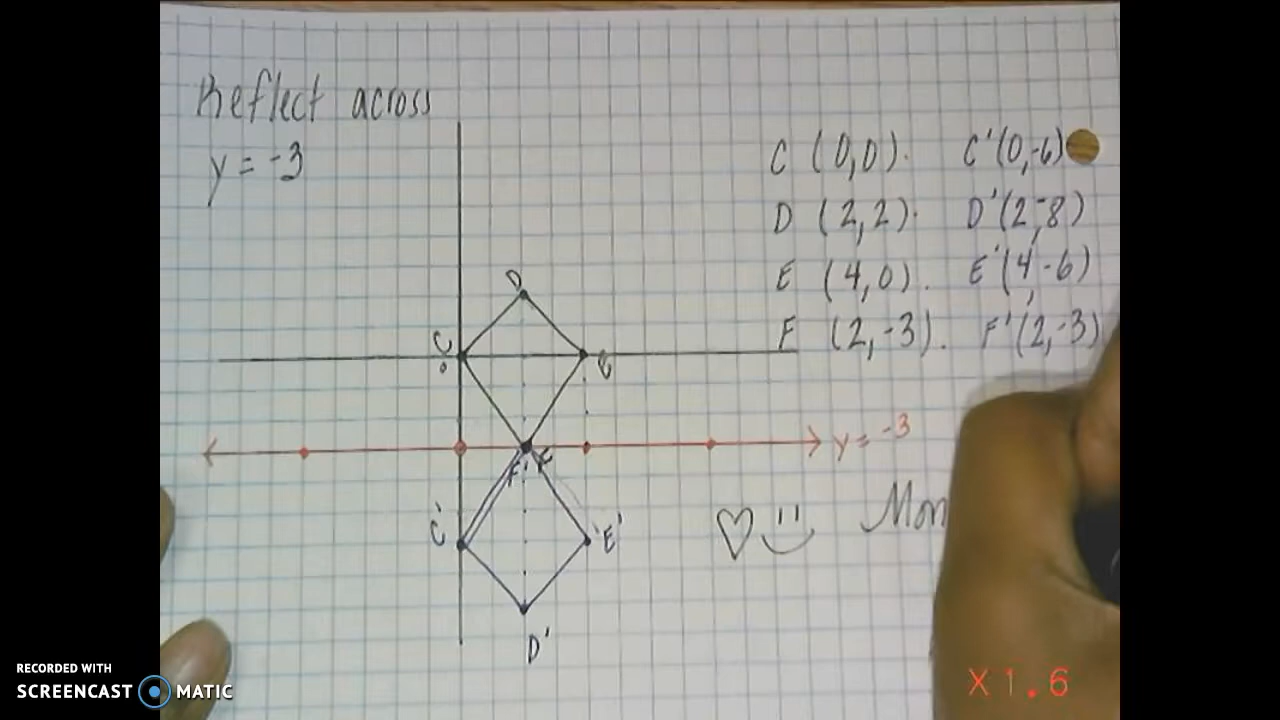 Reflect across
y = -3
C (0,0). C'(0,-6)
D (2,2). D'(2,-8)
E (4,0). E'(4,-6)
F (2,-3). F'(2,-3)
D
C
E
y = -3
F' F
C'
'E'
D'
Mon
RECORDED WITH
SCREENCAST MATIC
X1.6